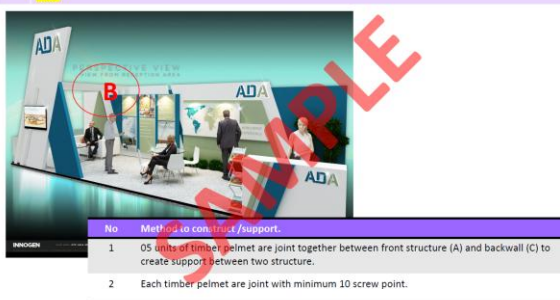 ADA
PERSPECTIVE VIEW
VIEW FROM RECEPTION AREA
B
ADA
ADA
SAMPLE
INNOGEN
No Method to construct /support.
1 05 units of timber pelmet are joint together between front structure (A) and backwall (C) to
create support between two structure.
2 Each timber pelmet are joint with minimum 10 screw point.